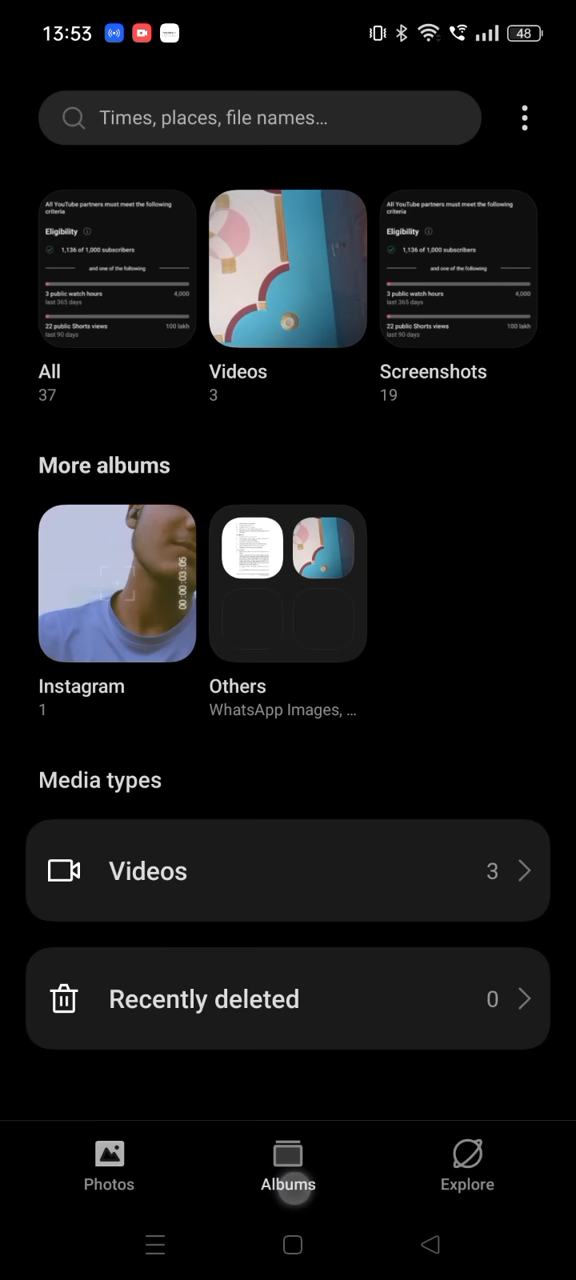 13:53
48
Times, places, file names…
All YouTube partners must meet the following
criteria
Eligibility
1,136 of 1,000 subscribers
and one of the following
3 public watch hours 4,000
last 365 days
22 public Shorts views 100 lakh
last 90 days
All YouTube partners must meet the following
criteria
Eligibility
1,136 of 1,000 subscribers
and one of the following
3 public watch hours 4,000
last 365 days
22 public Shorts views 100 lakh
last 90 days
All
37
Videos
3
Screenshots
19
More albums
00:00:03:05
Instagram
1
Others
WhatsApp Images, ...
Media types
Videos 3
Recently deleted 0
Photos
Albums
Explore